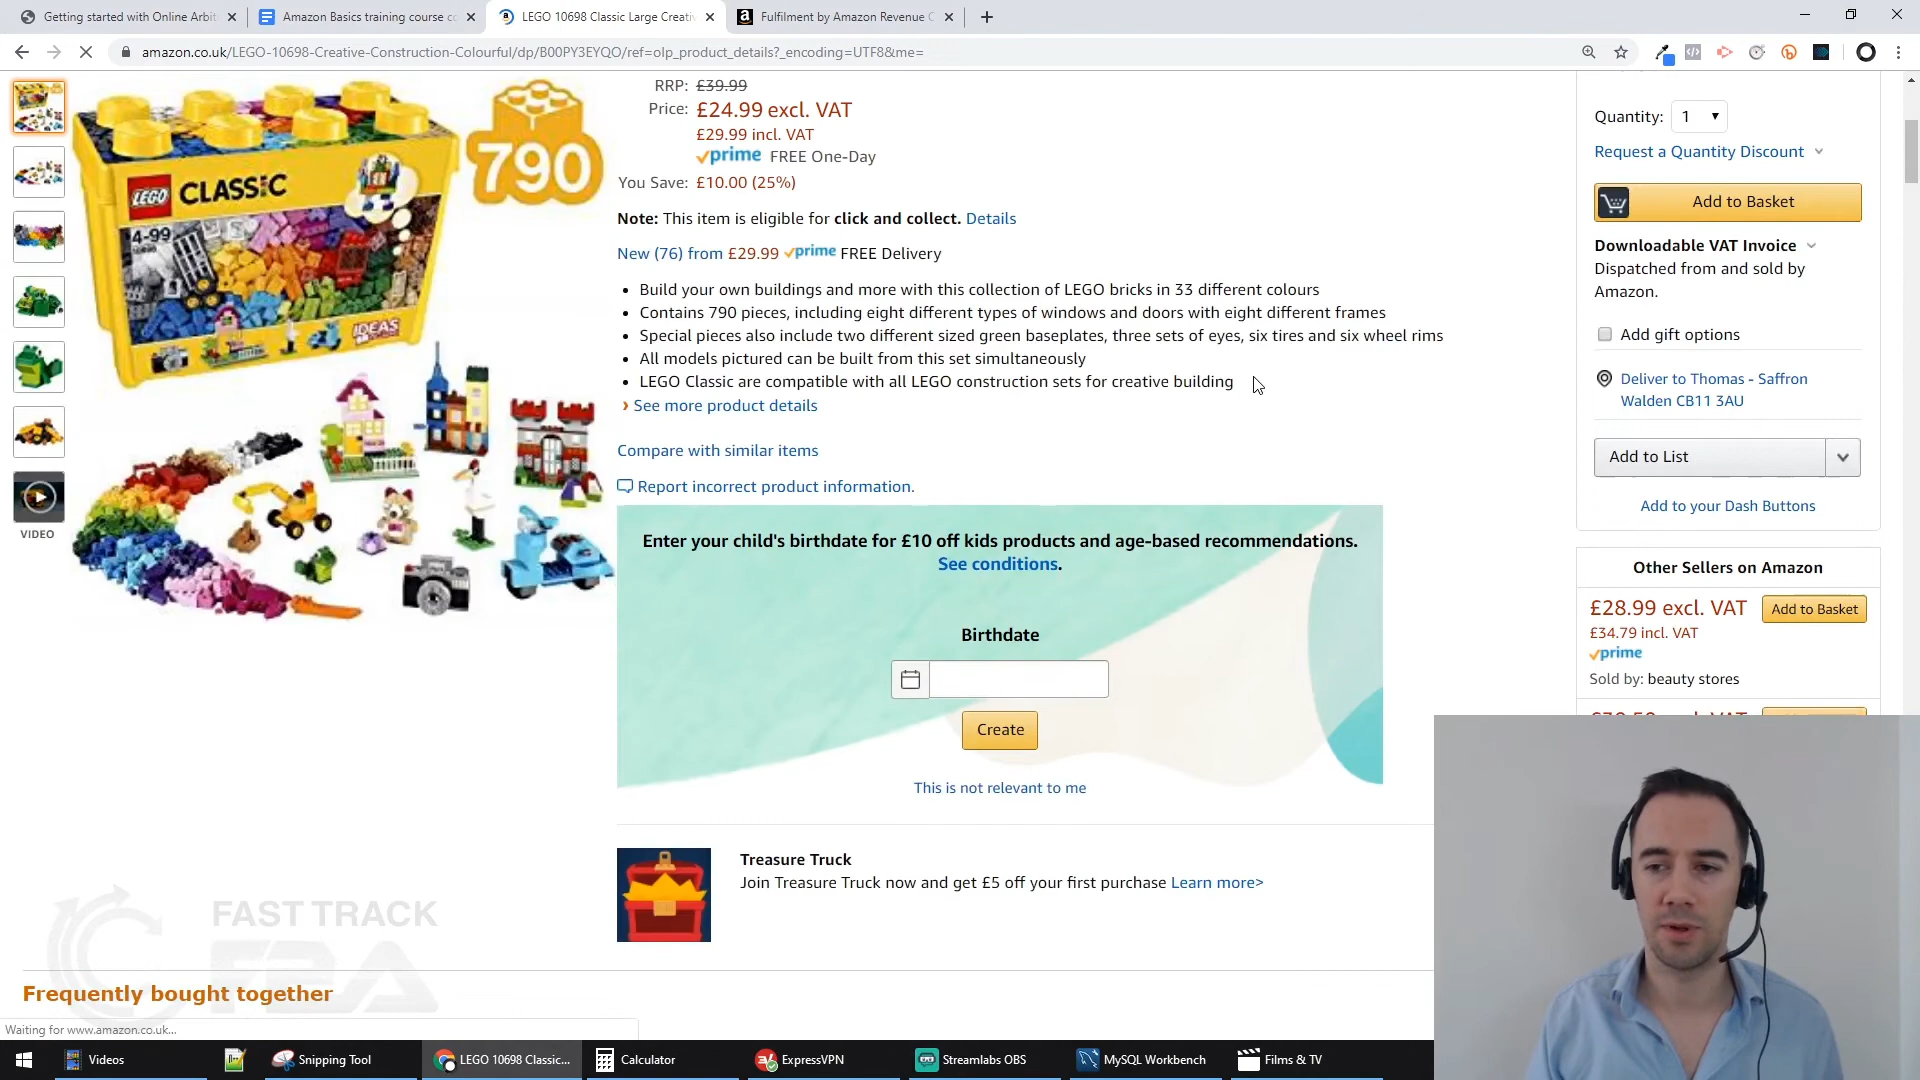 Getting started with Online Arbit
Amazon Basics training course co
LEGO 10698 Classic Large Creativ
Fulfilment by Amazon Revenue C
amazon.co.uk/LEGO-10698-Creative-Construction-Colourful/dp/B00PY3EYQO/ref=olp_product_details?_encoding=UTF8&me=
RRP: £39.99
Price: £24.99 excl. VAT
£29.99 incl. VAT
prime FREE One-Day
You Save: £10.00 (25%)
Note: This item is eligible for click and collect. Details
New (76) from £29.99 prime FREE Delivery
• Build your own buildings and more with this collection of LEGO bricks in 33 different colours
• Contains 790 pieces, including eight different types of windows and doors with eight different frames
• Special pieces also include two different sized green baseplates, three sets of eyes, six tires and six wheel rims
• All models pictured can be built from this set simultaneously
• LEGO Classic are compatible with all LEGO construction sets for creative building
› See more product details
Compare with similar items
Report incorrect product information.
Enter your child's birthdate for £10 off kids products and age-based recommendations.
See conditions.
Birthdate
Create
This is not relevant to me
Treasure Truck
Join Treasure Truck now and get £5 off your first purchase Learn more>
790
LEGO CLASSIC
4-99
IDEAS
VIDEO
Quantity: 1
Request a Quantity Discount
Add to Basket
Downloadable VAT Invoice
Dispatched from and sold by
Amazon.
Add gift options
Deliver to Thomas - Saffron
Walden CB11 3AU
Add to List
Add to your Dash Buttons
Other Sellers on Amazon
£28.99 excl. VAT Add to Basket
£34.79 incl. VAT
prime
Sold by: beauty stores
FAST TRACK
FBA
Frequently bought together
Waiting for www.amazon.co.uk...
Videos
Snipping Tool
LEGO 10698 Classic...
Calculator
ExpressVPN
Streamlabs OBS
MySQL Workbench
Films & TV